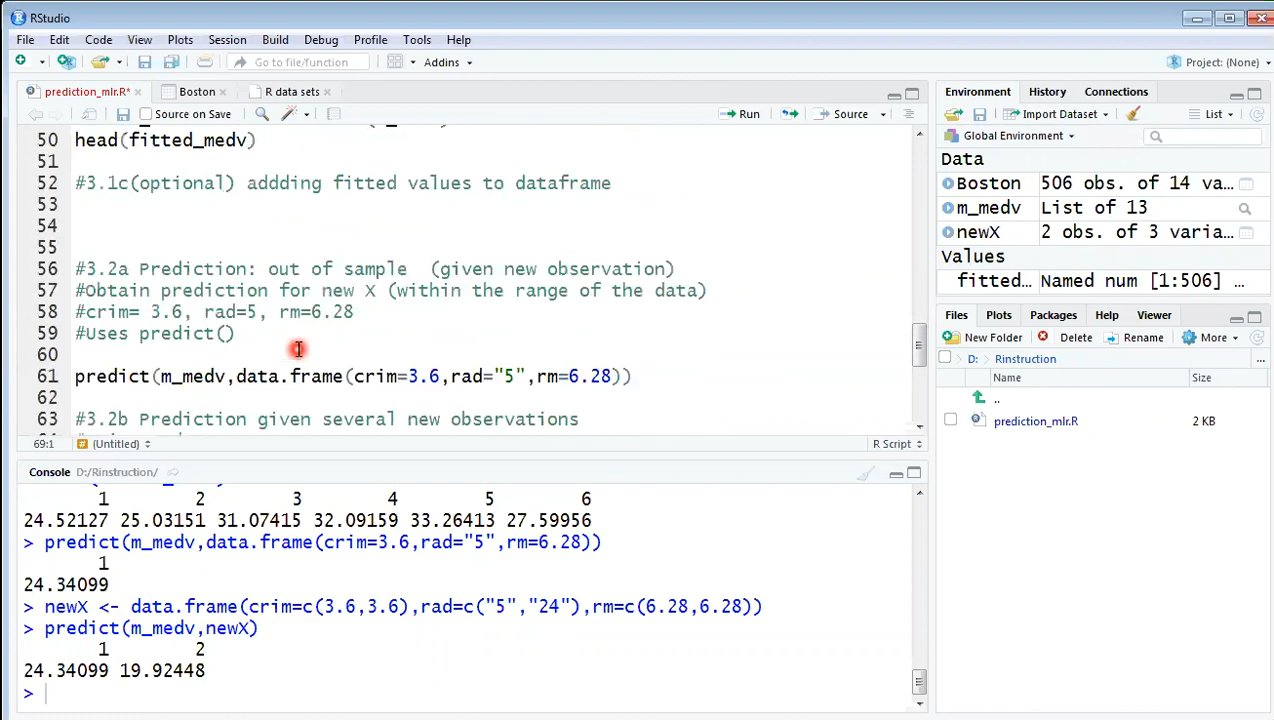 RStudio
File Edit Code View Plots Session Build Debug Profile Tools Help
Go to file/function Addins Project: (None)
prediction_mlr.R* Boston R data sets
Source on Save Run Source
50 head(fitted_medv)
51
52 #3.1c(optional) addding fitted values to dataframe
53
54
55
56 #3.2a Prediction: out of sample (given new observation)
57 #Obtain prediction for new X (within the range of the data)
58 #crim= 3.6, rad=5, rm=6.28
59 #Uses predict()
60
61 predict(m_medv,data.frame(crim=3.6,rad="5",rm=6.28))
62
63 #3.2b Prediction given several new observations
69:1 (Untitled) R Script
Console D:/Rinstruction/
1 2 3 4 5 6
24.52127 25.03151 31.07415 32.09159 33.26413 27.59956
> predict(m_medv,data.frame(crim=3.6,rad="5",rm=6.28))
1
24.34099
> newX <- data.frame(crim=c(3.6,3.6),rad=c("5","24"),rm=c(6.28,6.28))
> predict(m_medv,newX)
1 2
24.34099 19.92448
>
Environment History Connections
Import Dataset List
Global Environment
Data
Boston 506 obs. of 14 va...
m_medv List of 13
newX 2 obs. of 3 varia...
Values
fitted… Named num [1:506] ...
Files Plots Packages Help Viewer
New Folder Delete Rename More
D: Rinstruction ...
Name Size
..
prediction_mlr.R 2 KB